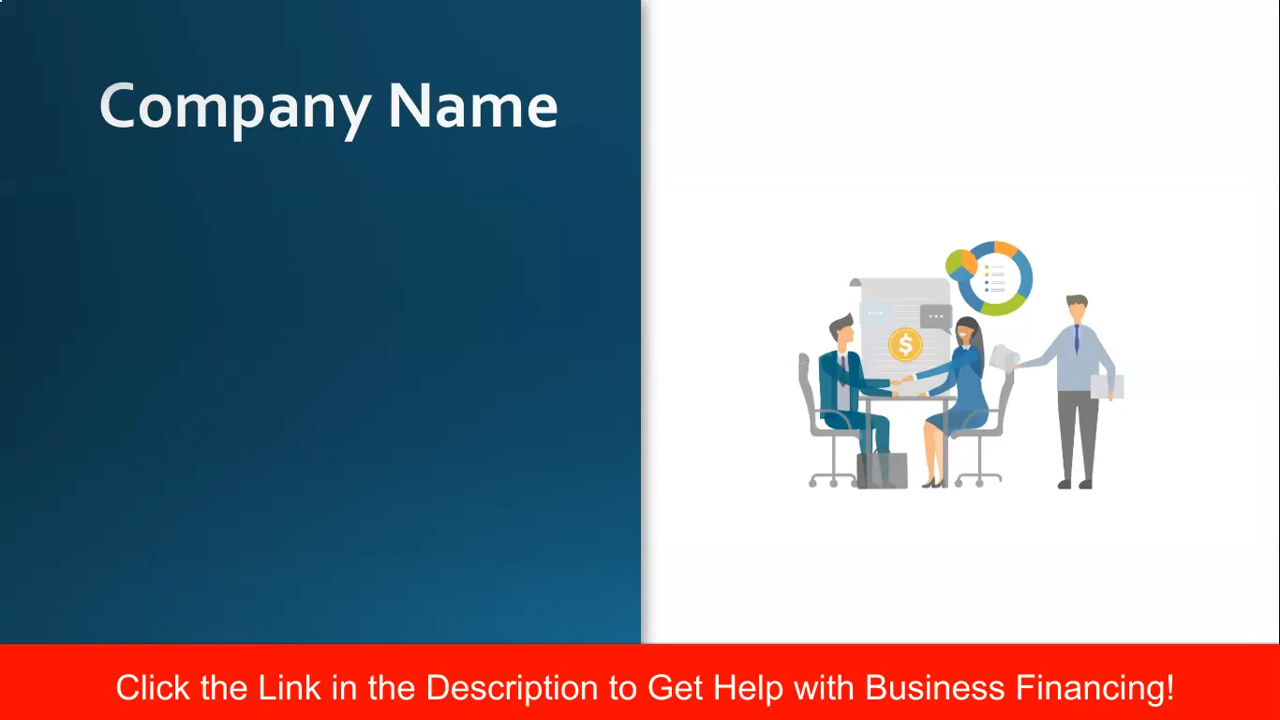 Company Name
$
Click the Link in the Description to Get Help with Business Financing!